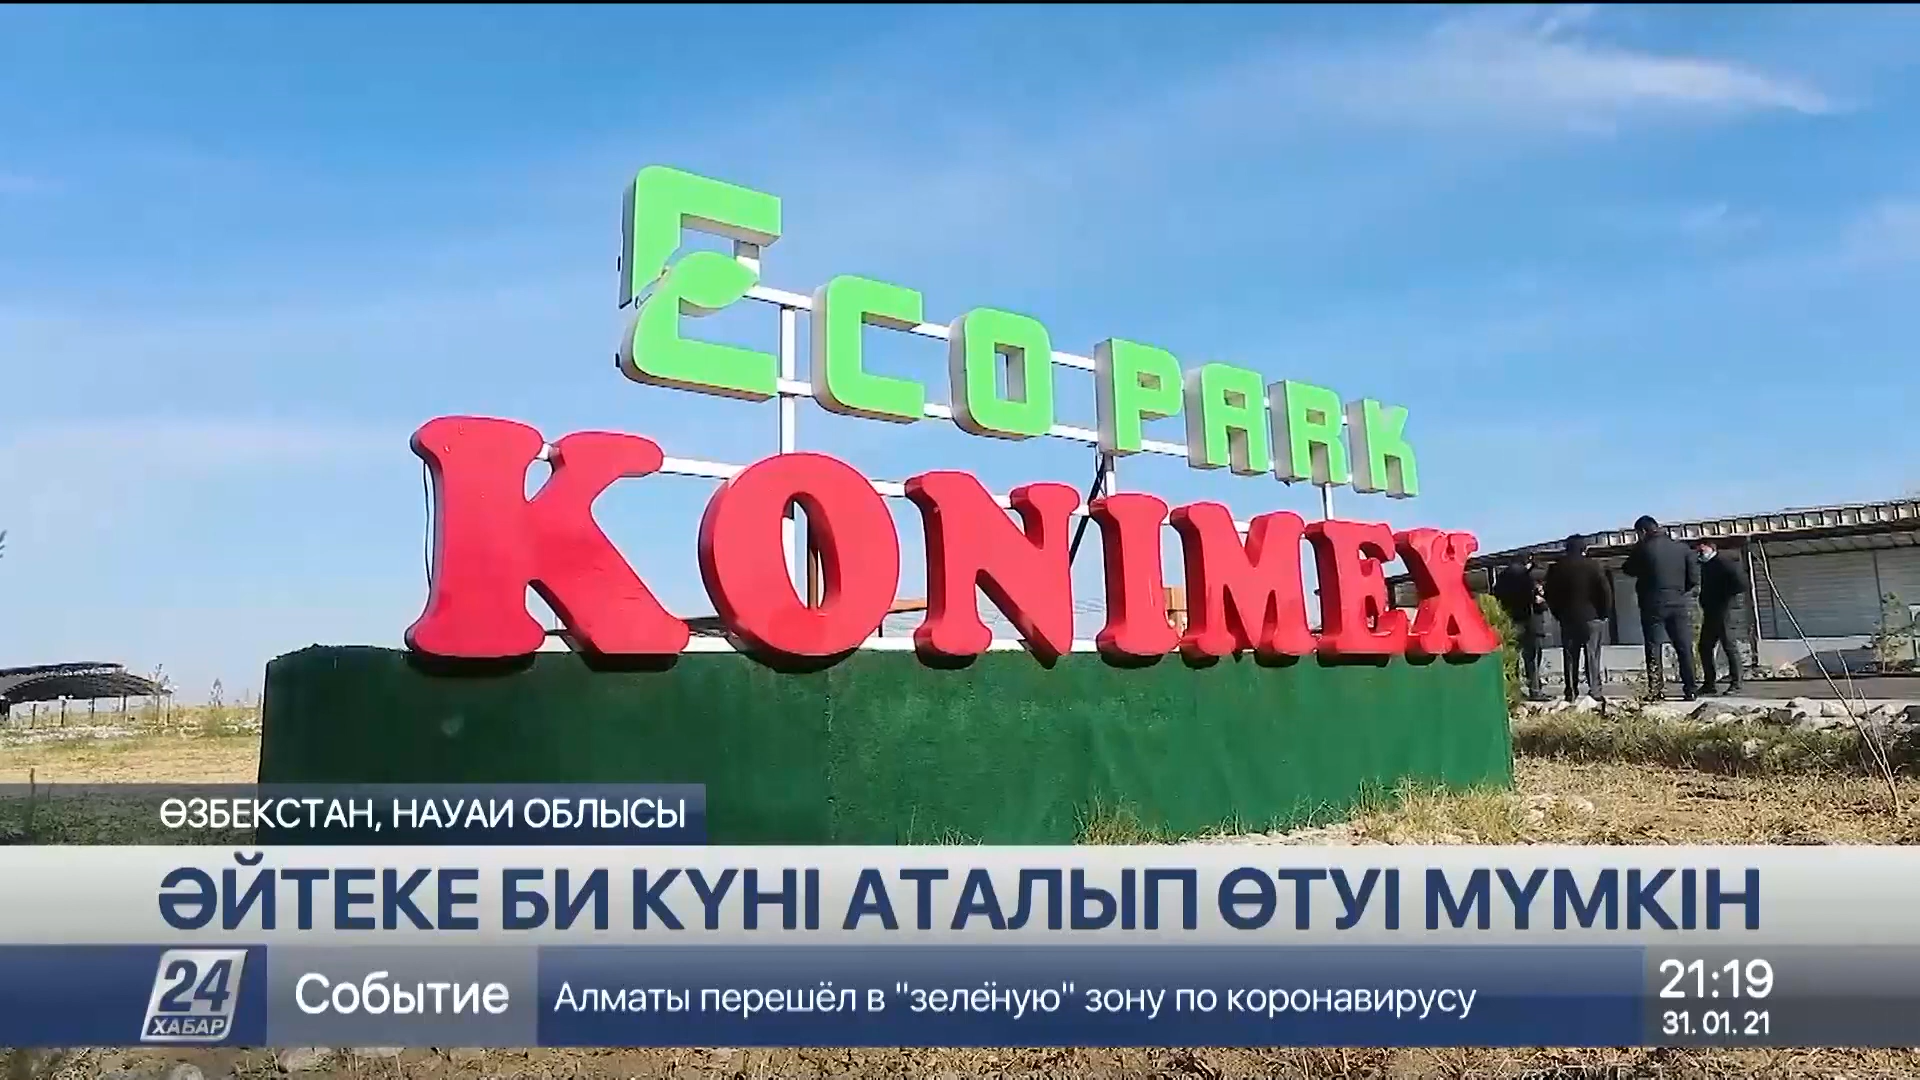 ECO PARK
KONIMEX
ӨЗБЕКСТАН, НАУАИ ОБЛЫСЫ
ӘЙТЕКЕ БИ КҮНІ АТАЛЫП ӨТУІ МҮМКІН
24
ХАБАР
Событие
Алматы перешёл в "зелёную" зону по коронавирусу
21:19
31. 01. 21